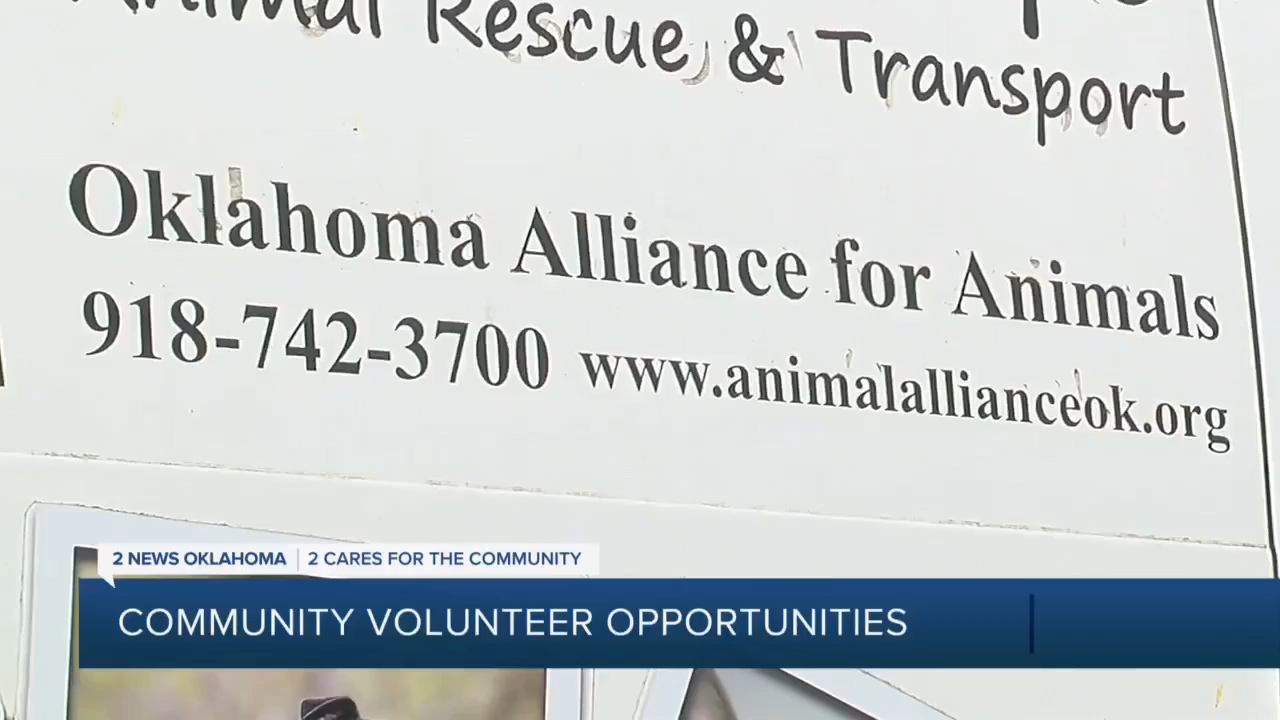 Animal Rescue & Transport
Oklahoma Alliance for Animals
918-742-3700 www.animalallianceok.org
2 NEWS OKLAHOMA | 2 CARES FOR THE COMMUNITY
COMMUNITY VOLUNTEER OPPORTUNITIES